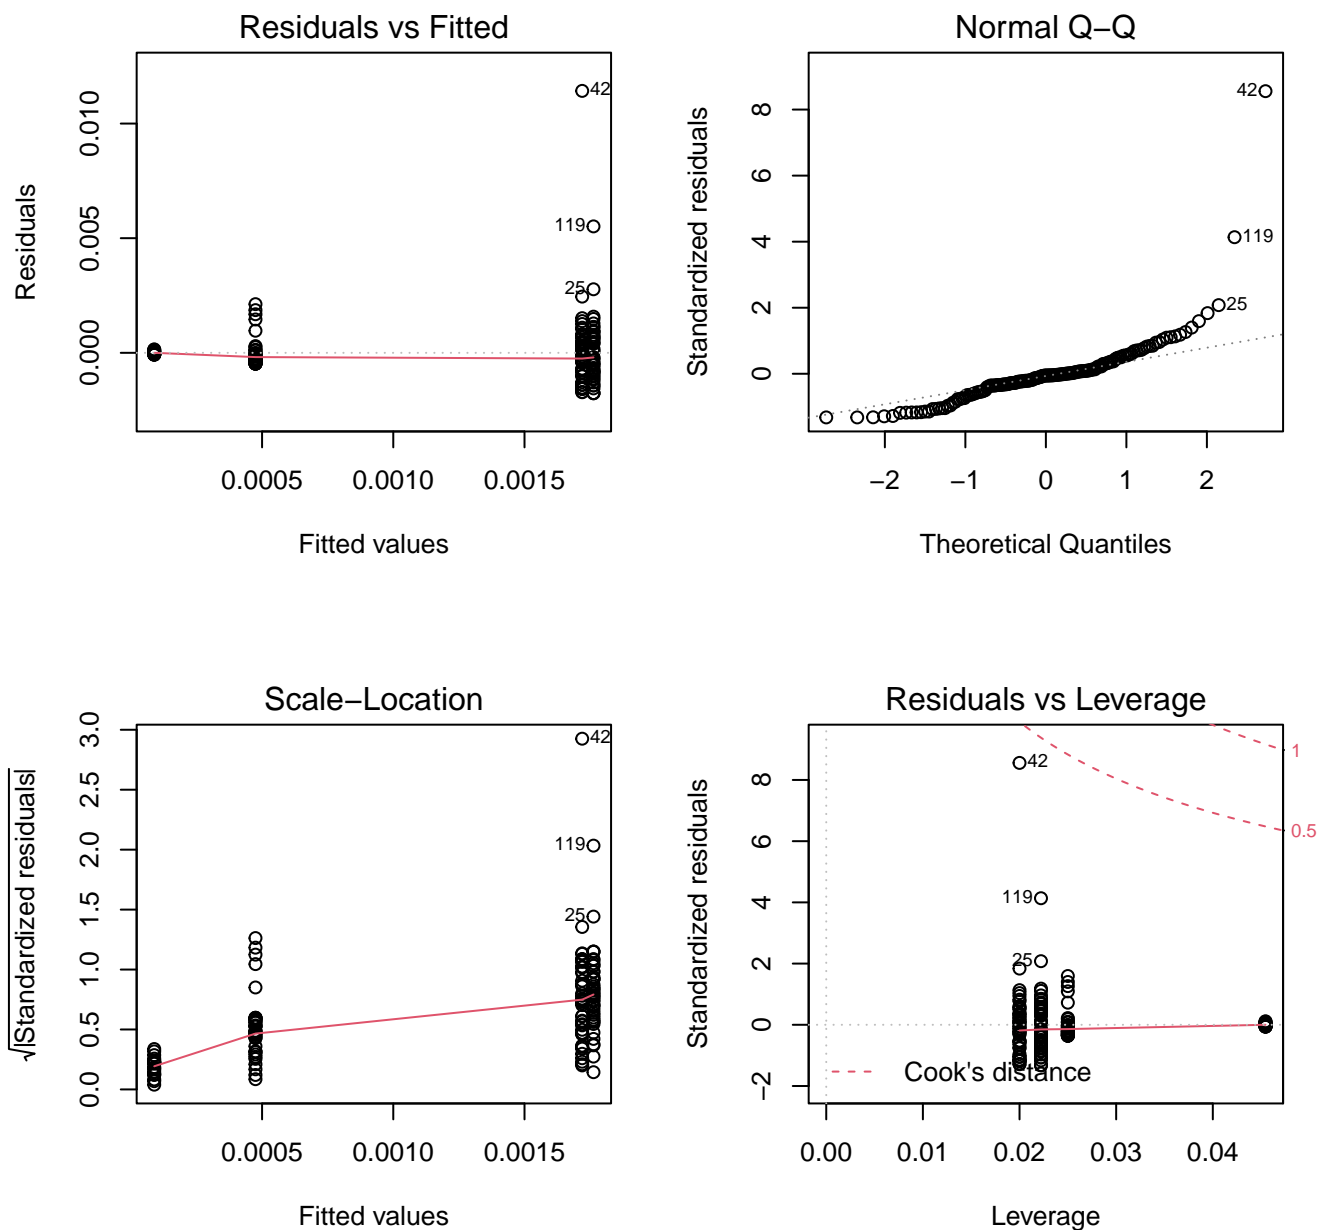 Residuals vs Fitted
Residuals
0.010
0.005
0.000
42
119
25
0.0005 0.0010 0.0015
Fitted values
Normal Q−Q
Standardized residuals
8
6
4
2
0
42
119
25
−2 −1 0 1 2
Theoretical Quantiles
Scale−Location
√|Standardized residuals|
3.0
2.5
2.0
1.5
1.0
0.5
0.0
42
119
25
0.0005 0.0010 0.0015
Fitted values
Residuals vs Leverage
Standardized residuals
8
6
4
2
0
−2
42
119
25
1
0.5
Cook's distance
0.00 0.01 0.02 0.03 0.04
Leverage